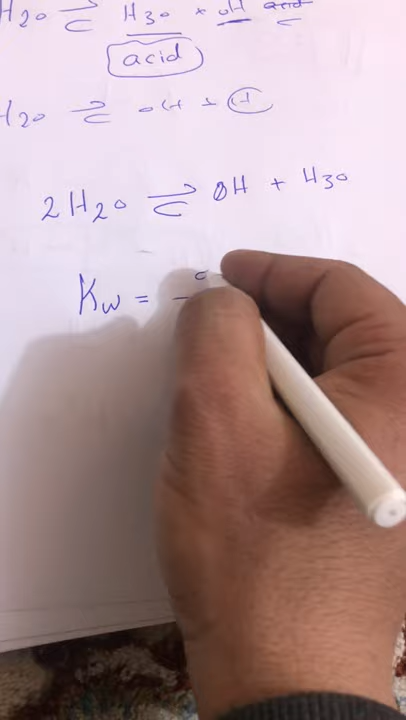 H2O ⇌ H3O + OH
acid
H2O ⇌ OH + H
2H2O ⇌ OH + H3O
Kw =